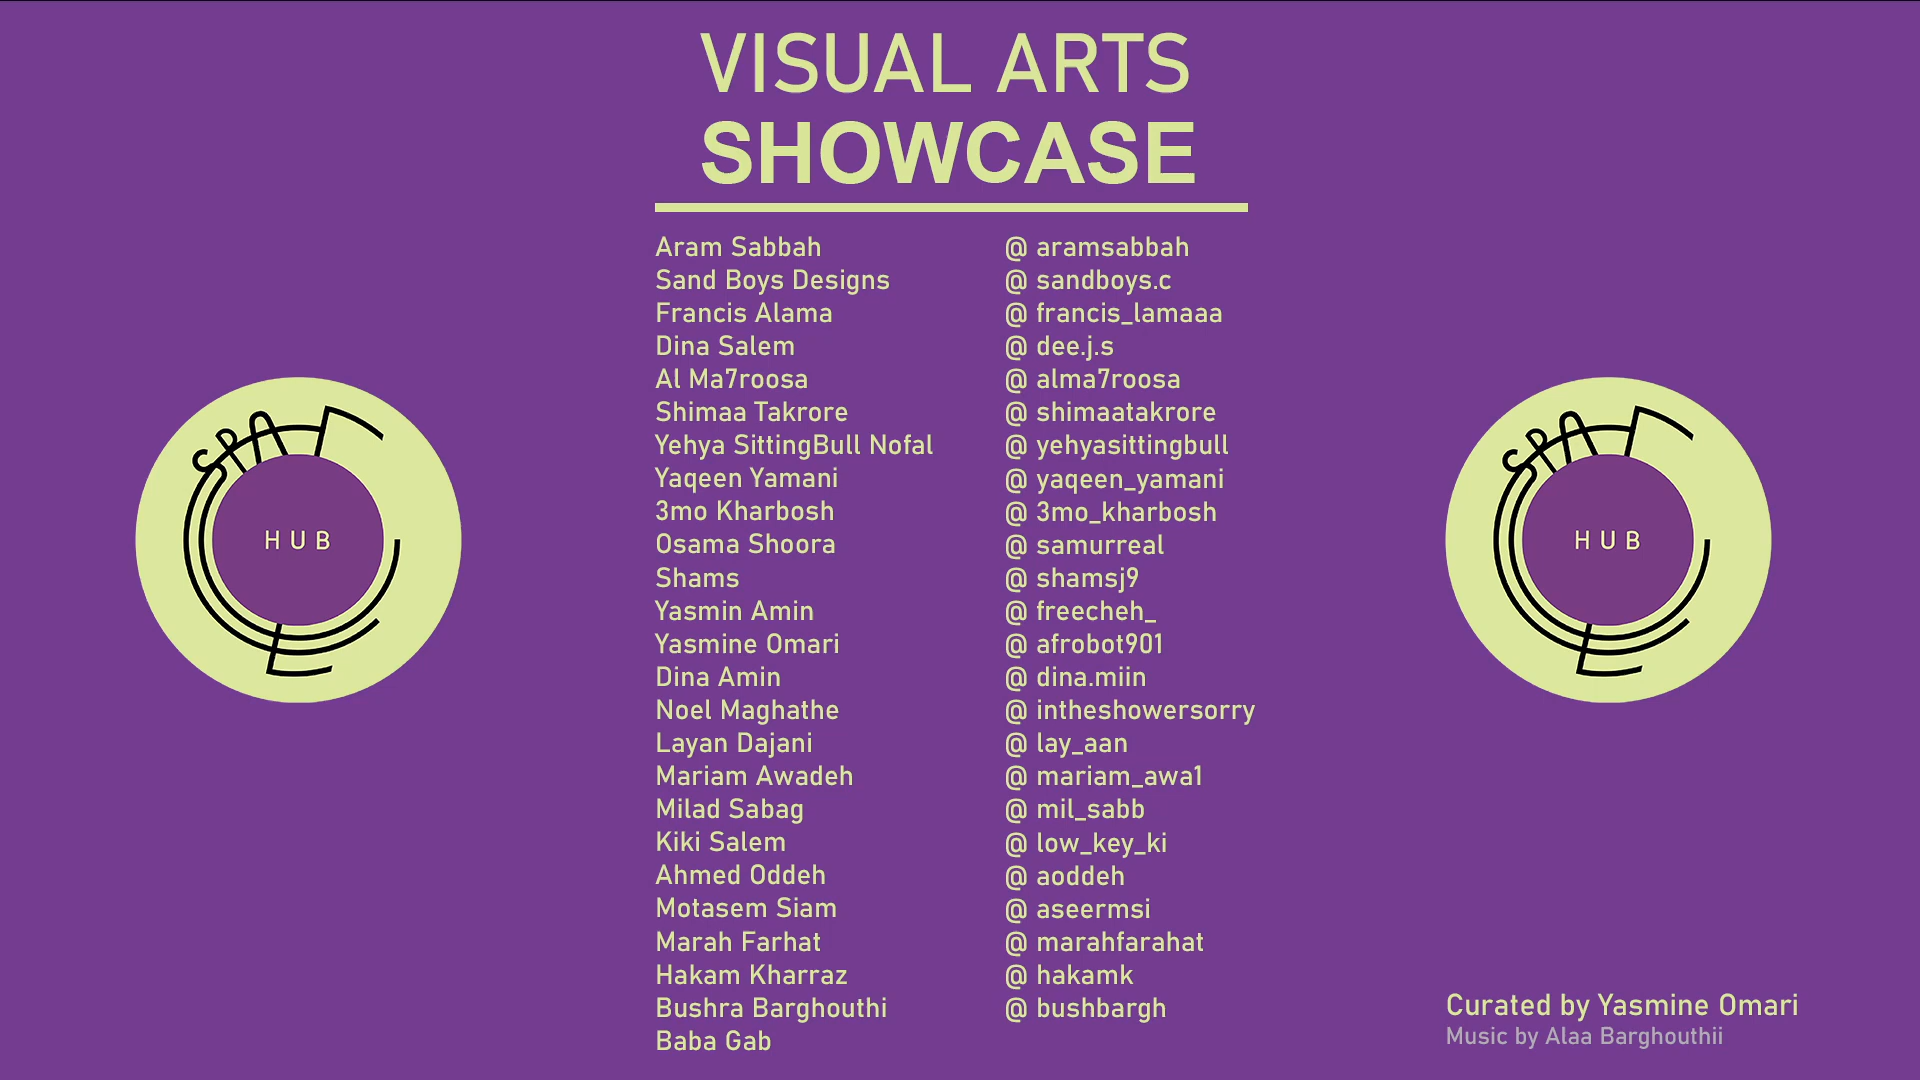 VISUAL ARTS
SHOWCASE
Aram Sabbah @ aramsabbah
Sand Boys Designs @ sandboys.c
Francis Alama @ francis_lamaaa
Dina Salem @ dee.j.s
Al Ma7roosa @ alma7roosa
Shimaa Takrore @ shimaatakrore
Yehya SittingBull Nofal @ yehyasittingbull
Yaqeen Yamani @ yaqeen_yamani
3mo Kharbosh @ 3mo_kharbosh
Osama Shoora @ samurreal
Shams @ shamsj9
Yasmin Amin @ freecheh_
Yasmine Omari @ afrobot901
Dina Amin @ dina.miin
Noel Maghathe @ intheshowersorry
Layan Dajani @ lay_aan
Mariam Awadeh @ mariam_awa1
Milad Sabag @ mil_sabb
Kiki Salem @ low_key_ki
Ahmed Oddeh @ aoddeh
Motasem Siam @ aseermsi
Marah Farhat @ marahfarahat
Hakam Kharraz @ hakamk
Bushra Barghouthi @ bushbargh
Baba Gab
HUB
HUB
Curated by Yasmine Omari
Music by Alaa Barghouthii